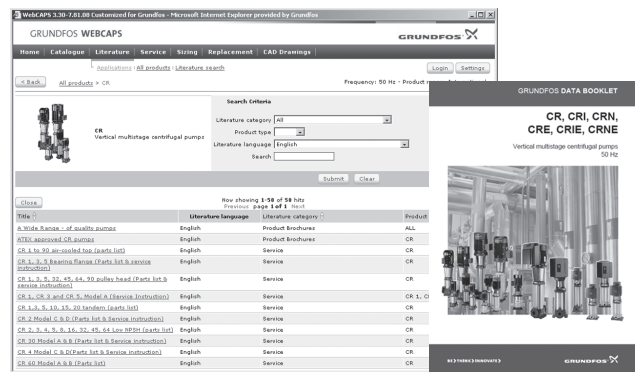 WebCAPS 3.30-7.01.00 Customized for Grundfos - Microsoft Internet Explorer provided by Grundfos
GRUNDFOS WEBCAPS
GRUNDFOS
Home Catalogue Literature Service Sizing Replacement CAD Drawings
Applications All products Literature search
Login Settings
< Back All products > CR
Frequency: 50 Hz - Product
CR
Vertical multistage centrifugal pumps
Search Criteria
Literature category All
Product type
Literature language English
Search
Submit Clear
Close
Now showing 1-50 of 50 hits
Previous page 1 of 1 Next
Title Literature language Literature category Product
A Wide Range - of quality pumps English Product Brochures ALL
ATEX approved CR pumps English Product Brochures CR
CR 1 to 90 air-cooled top (parts list) English Service CR
CR 1, 3, 5 Bearing flange (Parts list & service
instruction) English Service CR
CR 1, 3, 5, 32, 45, 64, 90 pulley head (Parts list &
service instruction) English Service CR
CR 1, CR 3 and CR 5, Model A (Service Instruction) English Service CR 1,
CR 1,3, 5, 10, 15, 20 tandem (parts list) English Service CR
CR 2 Model C & D (Parts list & Service instruction) English Service CR
CR 2, 3, 4, 5, 8, 16, 32, 45, 64 Low NPSH (parts list) English Service CR
CR 30 Model A & B (Parts list & Service instruction) English Service CR
CR 4 Model C & D(Parts list & Service instruction) English Service CR
CR 60 Model A & B (Parts list) English Service CR
GRUNDFOS DATA BOOKLET
CR, CRI, CRN,
CRE, CRIE, CRNE
Vertical multistage centrifugal pumps
50 Hz
BE > THINK > INNOVATE >
GRUNDFOS